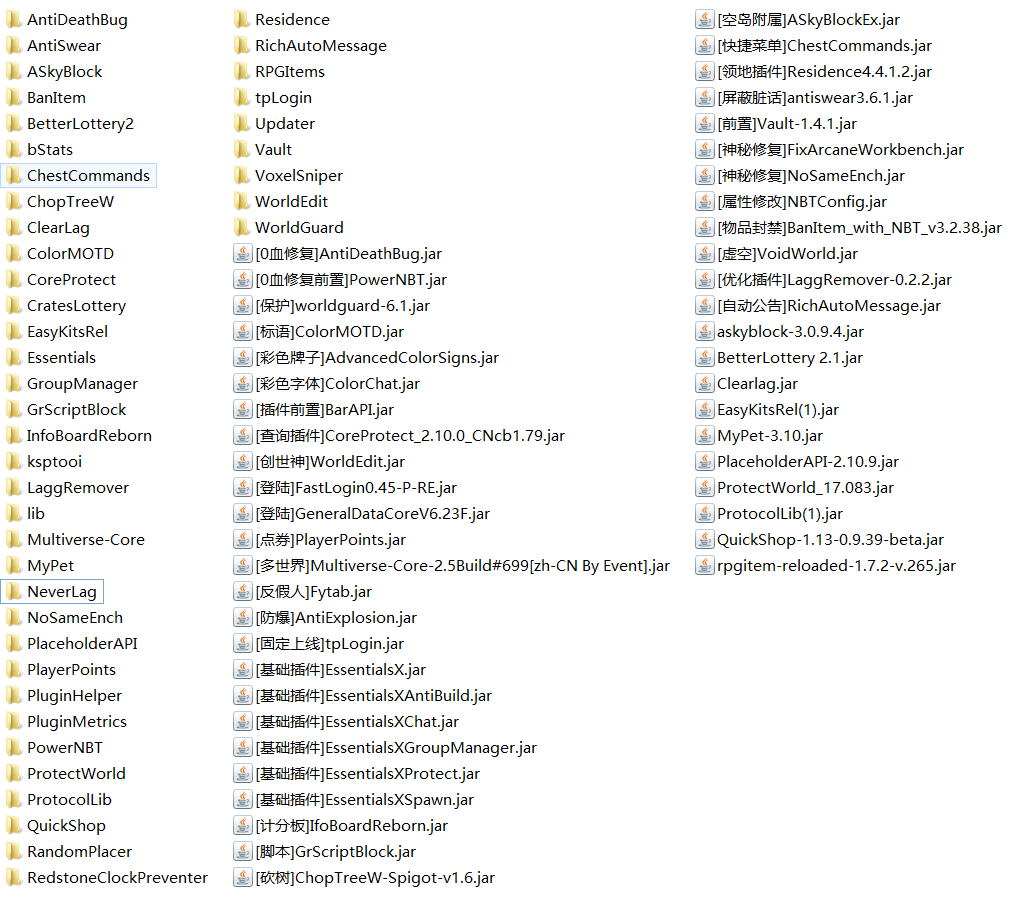 AntiDeathBug
AntiSwear
ASkyBlock
BanItem
BetterLottery2
bStats
ChestCommands
ChopTreeW
ClearLag
ColorMOTD
CoreProtect
CratesLottery
EasyKitsRel
Essentials
GroupManager
GrScriptBlock
InfoBoardReborn
ksptooi
LaggRemover
lib
Multiverse-Core
MyPet
NeverLag
NoSameEnch
PlaceholderAPI
PlayerPoints
PluginHelper
PluginMetrics
PowerNBT
ProtectWorld
ProtocolLib
QuickShop
RandomPlacer
RedstoneClockPreventer
Residence
RichAutoMessage
RPGItems
tpLogin
Updater
Vault
VoxelSniper
WorldEdit
WorldGuard
[0血修复]AntiDeathBug.jar
[0血修复前置]PowerNBT.jar
[保护]worldguard-6.1.jar
[标语]ColorMOTD.jar
[彩色牌子]AdvancedColorSigns.jar
[彩色字体]ColorChat.jar
[插件前置]BarAPI.jar
[查询插件]CoreProtect_2.10.0_CNcb1.79.jar
[创世神]WorldEdit.jar
[登陆]FastLogin0.45-P-RE.jar
[登陆]GeneralDataCoreV6.23F.jar
[点券]PlayerPoints.jar
[多世界]Multiverse-Core-2.5Build#699[zh-CN By Event].jar
[反假人]Fytab.jar
[防爆]AntiExplosion.jar
[固定上线]tpLogin.jar
[基础插件]EssentialsX.jar
[基础插件]EssentialsXAntiBuild.jar
[基础插件]EssentialsXChat.jar
[基础插件]EssentialsXGroupManager.jar
[基础插件]EssentialsXProtect.jar
[基础插件]EssentialsXSpawn.jar
[计分板]IfoBoardReborn.jar
[脚本]GrScriptBlock.jar
[砍树]ChopTreeW-Spigot-v1.6.jar
[空岛附属]ASkyBlockEx.jar
[快捷菜单]ChestCommands.jar
[领地插件]Residence4.4.1.2.jar
[屏蔽脏话]antiswear3.6.1.jar
[前置]Vault-1.4.1.jar
[神秘修复]FixArcaneWorkbench.jar
[神秘修复]NoSameEnch.jar
[属性修改]NBTConfig.jar
[物品封禁]BanItem_with_NBT_v3.2.38.jar
[虚空]VoidWorld.jar
[优化插件]LaggRemover-0.2.2.jar
[自动公告]RichAutoMessage.jar
askyblock-3.0.9.4.jar
BetterLottery 2.1.jar
Clearlag.jar
EasyKitsRel(1).jar
MyPet-3.10.jar
PlaceholderAPI-2.10.9.jar
ProtectWorld_17.083.jar
ProtocolLib(1).jar
QuickShop-1.13-0.9.39-beta.jar
rpgitem-reloaded-1.7.2-v.265.jar